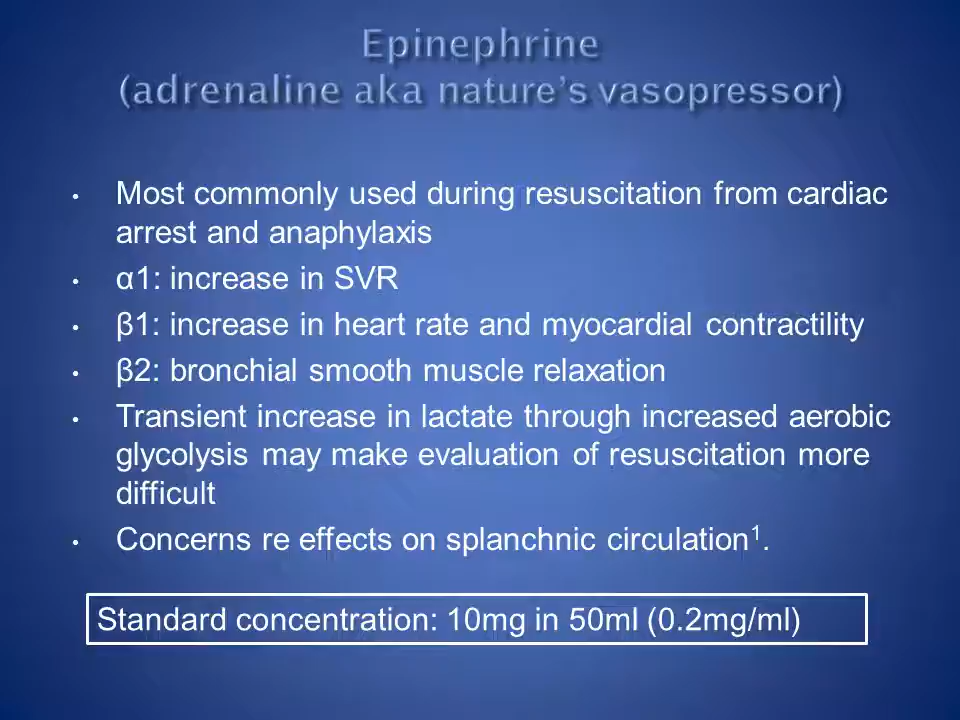 Epinephrine
(adrenaline aka nature's vasopressor)
• Most commonly used during resuscitation from cardiac
arrest and anaphylaxis
• α1: increase in SVR
• β1: increase in heart rate and myocardial contractility
• β2: bronchial smooth muscle relaxation
• Transient increase in lactate through increased aerobic
glycolysis may make evaluation of resuscitation more
difficult
• Concerns re effects on splanchnic circulation¹.
Standard concentration: 10mg in 50ml (0.2mg/ml)